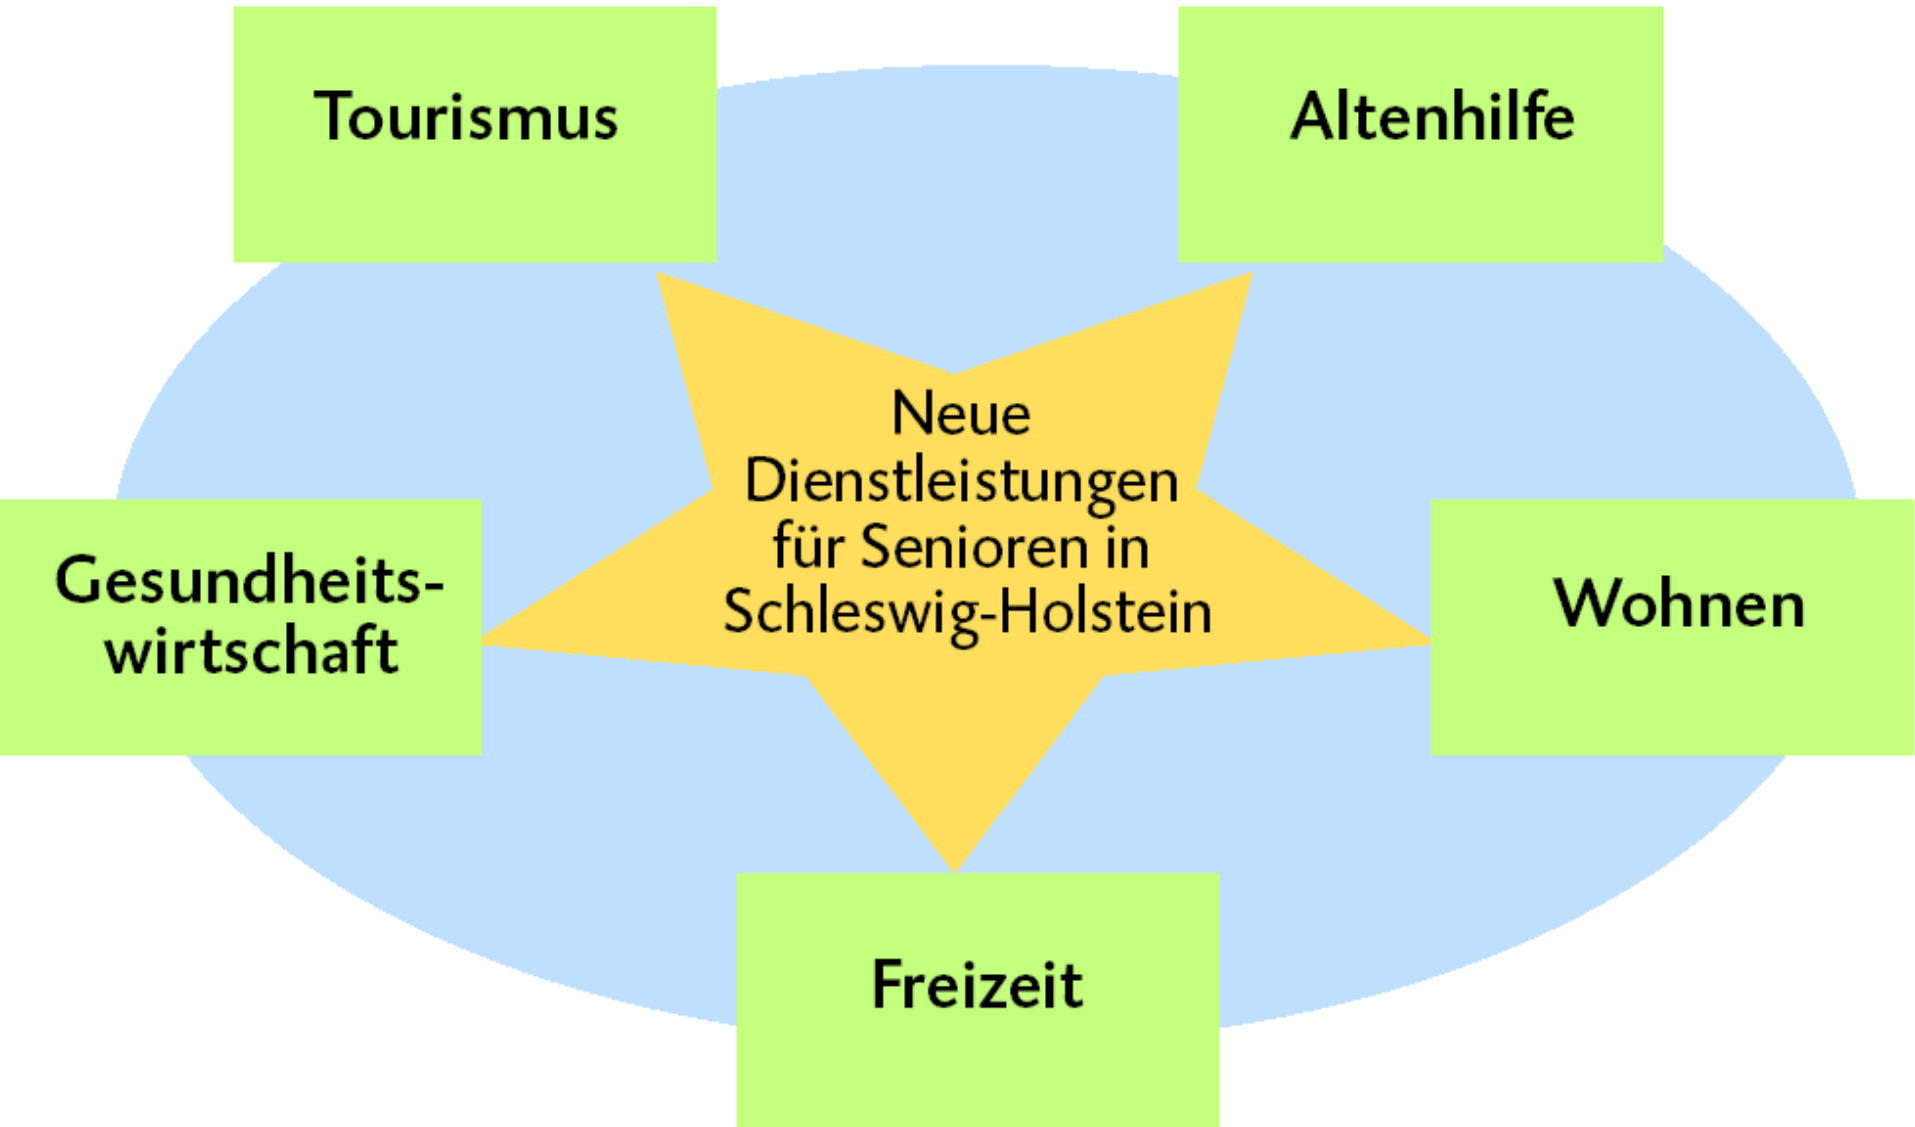 Tourismus
Altenhilfe
Neue
Dienstleistungen
für Senioren in
Schleswig-Holstein
Gesundheits-
wirtschaft
Wohnen
Freizeit